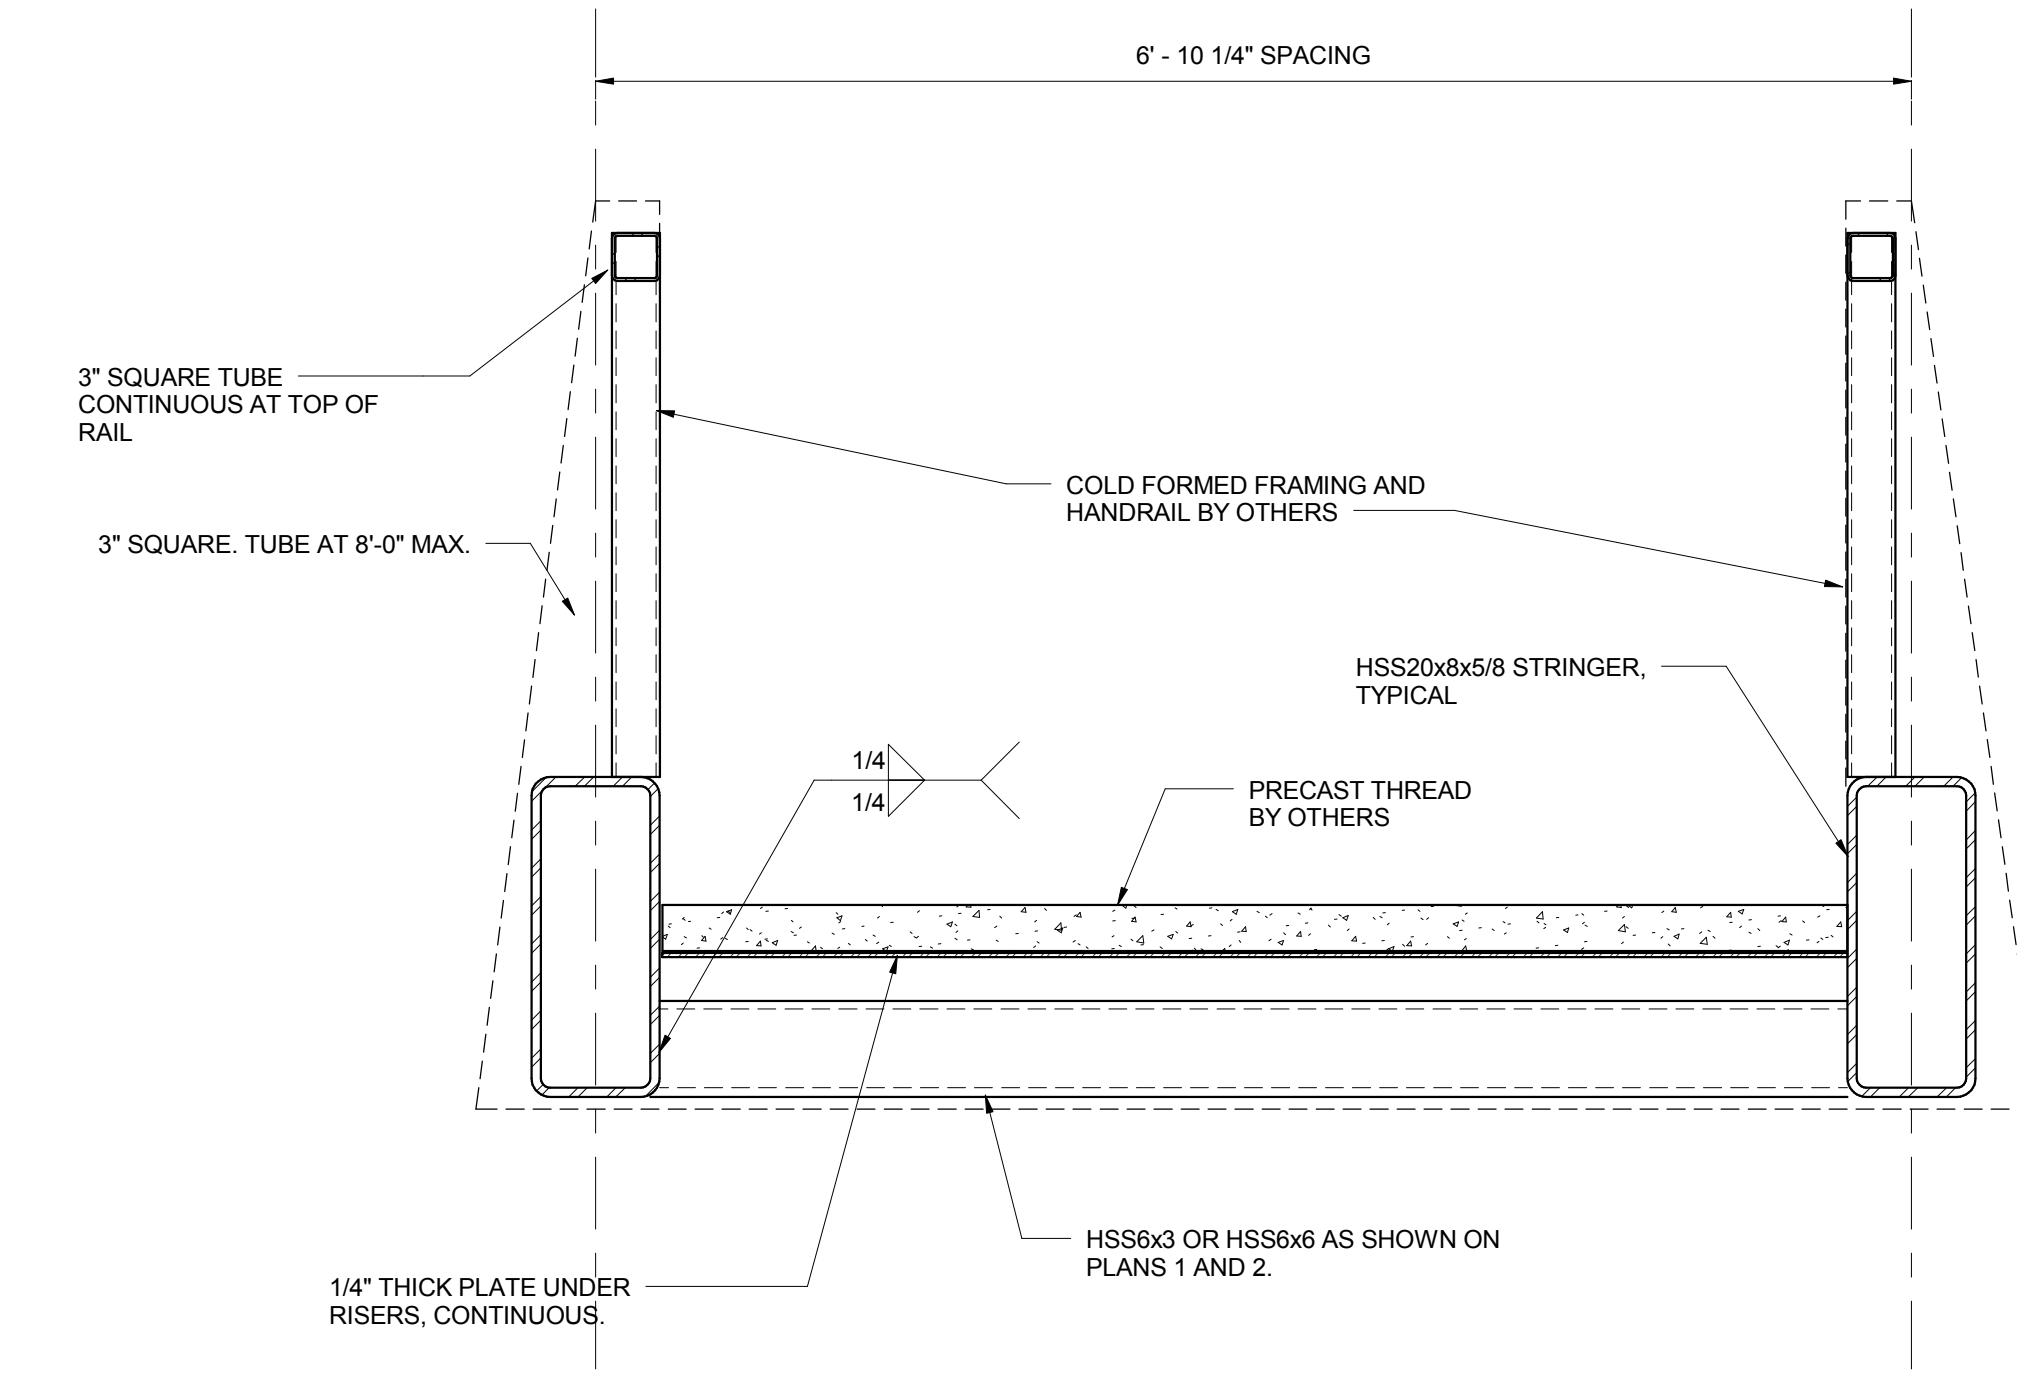 6' - 10 1/4" SPACING
3" SQUARE TUBE
CONTINUOUS AT TOP OF
RAIL
COLD FORMED FRAMING AND
HANDRAIL BY OTHERS
3" SQUARE. TUBE AT 8'-0" MAX.
HSS20x8x5/8 STRINGER,
TYPICAL
1/4
1/4
PRECAST THREAD
BY OTHERS
HSS6x3 OR HSS6x6 AS SHOWN ON
PLANS 1 AND 2.
1/4" THICK PLATE UNDER
RISERS, CONTINUOUS.